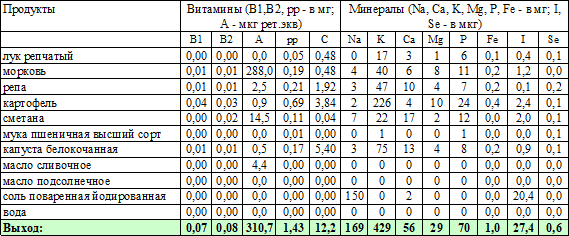 Продукты Витамины (B1,B2, pp - в мг; Минералы (Na, Ca, K, Mg, P, Fe - в мг; I,
A - мкг рет.экв) Se - в мкг)
B1 B2 A pp C Na K Ca Mg P Fe I Se
лук репчатый 0,00 0,00 0,0 0,05 0,48 0 17 3 1 6 0,1 0,4 0,1
морковь 0,01 0,01 288,0 0,19 0,48 4 40 6 8 11 0,2 1,2 0,0
репа 0,01 0,01 2,5 0,21 1,92 3 47 10 4 7 0,2 0,1 0,2
картофель 0,04 0,03 0,9 0,69 3,84 2 226 4 10 24 0,4 2,4 0,1
сметана 0,00 0,02 14,5 0,11 0,04 7 22 17 2 12 0,0 2,0 0,1
мука пшеничная высший сорт 0,00 0,00 0,0 0,01 0,00 0 1 0 0 1 0,0 0,0 0,1
капуста белокочанная 0,01 0,01 0,5 0,17 5,40 3 75 13 4 8 0,2 0,9 0,1
масло сливочное 0,00 0,00 4,4 0,00 0,00 0 0 0 0 0 0,0 0,0 0,0
масло подсолнечное 0,00 0,00 0,0 0,00 0,00 0 0 0 0 0 0,0 0,0 0,0
соль поваренная йодированная 0,00 0,00 0,0 0,00 0,00 150 0 2 0 0 0,0 20,4 0,0
вода 0,00 0,00 0,0 0,00 0,00 0 0 0 0 0 0,0 0,0 0,0
Выход: 0,07 0,08 310,7 1,43 12,2 169 429 56 29 70 1,0 27,4 0,6